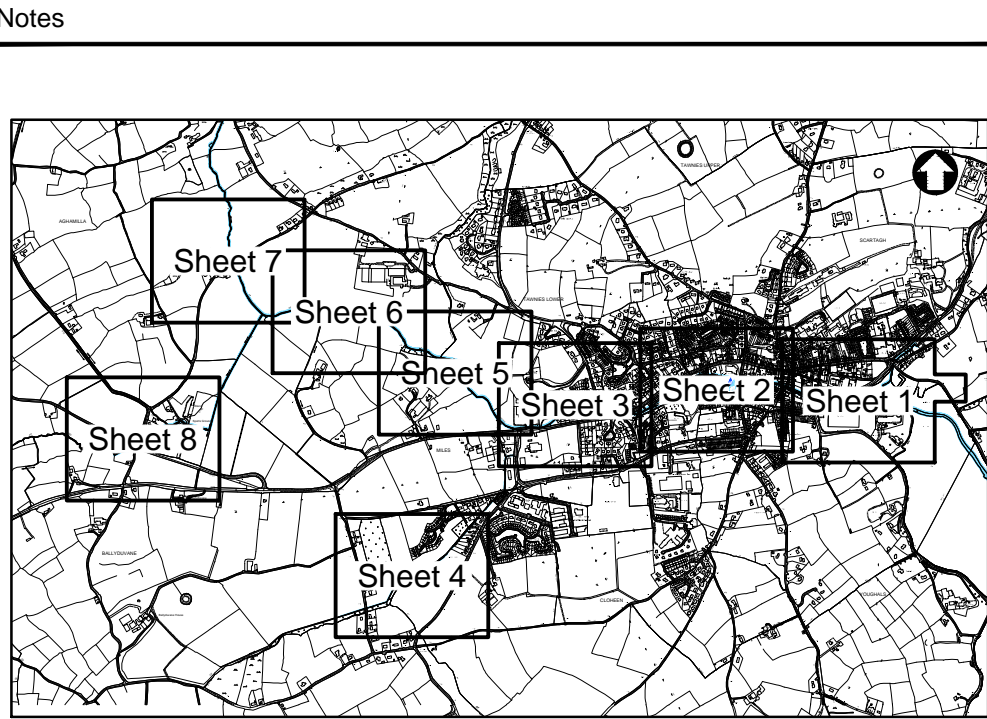 Notes
TAWNIES UPPER
AGHAMILLA
SCARTAGH
Sheet 7
TAWNIES LOWER
Sheet 6
Sheet 5
Sheet 2
Sheet 3
Sheet 1
Sheet 8
MILES
BALLYDUVANE
Sheet 4
YOUGHALS
CLOHEEN